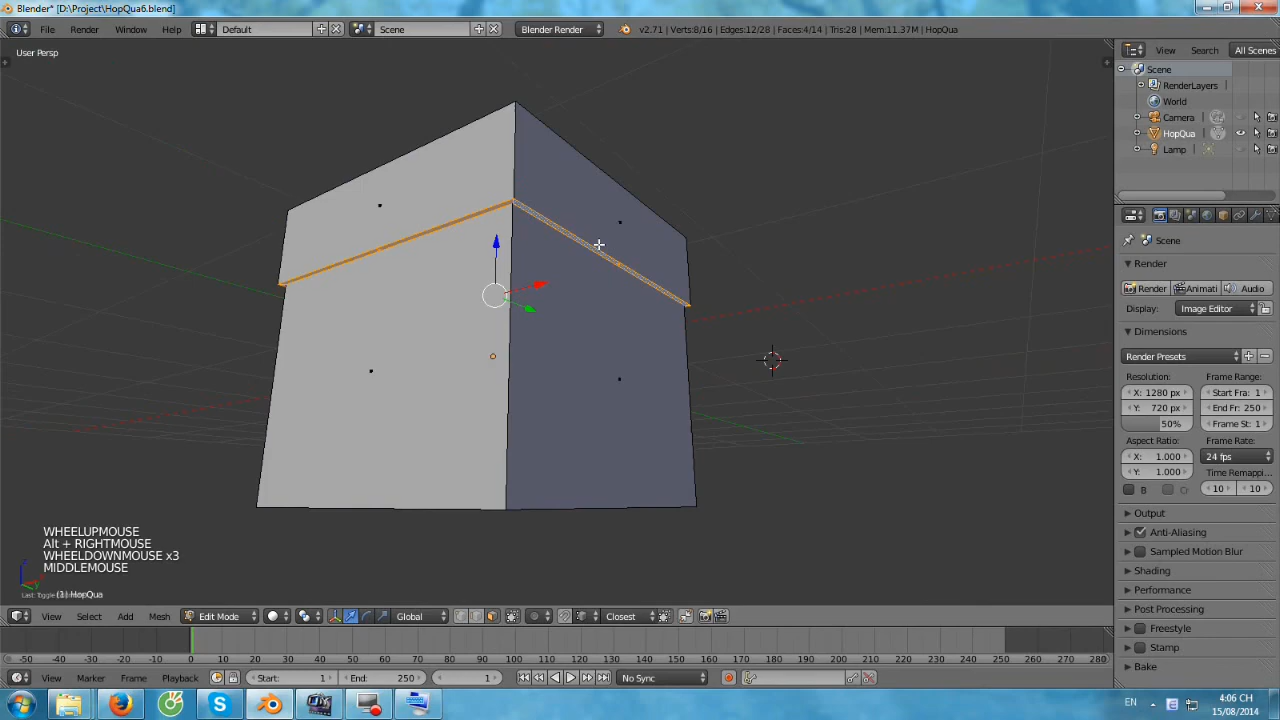 Blender* [D:\Project\HopQua6.blend]
File Render Window Help Default Scene Blender Render v2.71 | Verts:8/16 | Edges:12/28 | Faces:4/14 | Tris:28 | Mem:11.37M | HopQua
User Persp
View Search All Scenes
Scene
RenderLayers
World
Camera
HopQua
Lamp
Scene
Render
Render Animati Audio
Display: Image Editor
Dimensions
Render Presets
Resolution: Frame Range:
X: 1280 px Start Fra: 1
Y: 720 px End Fr: 250
50% Frame St: 1
Aspect Ratio: Frame Rate:
X: 1.000 24 fps
Y: 1.000 Time Remappi...
B 10 10
Output
Anti-Aliasing
Sampled Motion Blur
Shading
Performance
Post Processing
Freestyle
Stamp
Bake
WHEELUPMOUSE
Alt + RIGHTMOUSE
WHEELDOWNMOUSE x3
MIDDLEMOUSE
(1) HopQua
View Select Add Mesh Edit Mode Global Closest
-50 -40 -30 -20 -10 0 10 20 30 40 50 60 70 80 90 100 110 120 130 140 150 160 170 180 190 200 210 220 230 240 250 260 270 280
View Marker Frame Playback Start: 1 End: 250 1 No Sync
EN 4:06 CH
15/08/2014